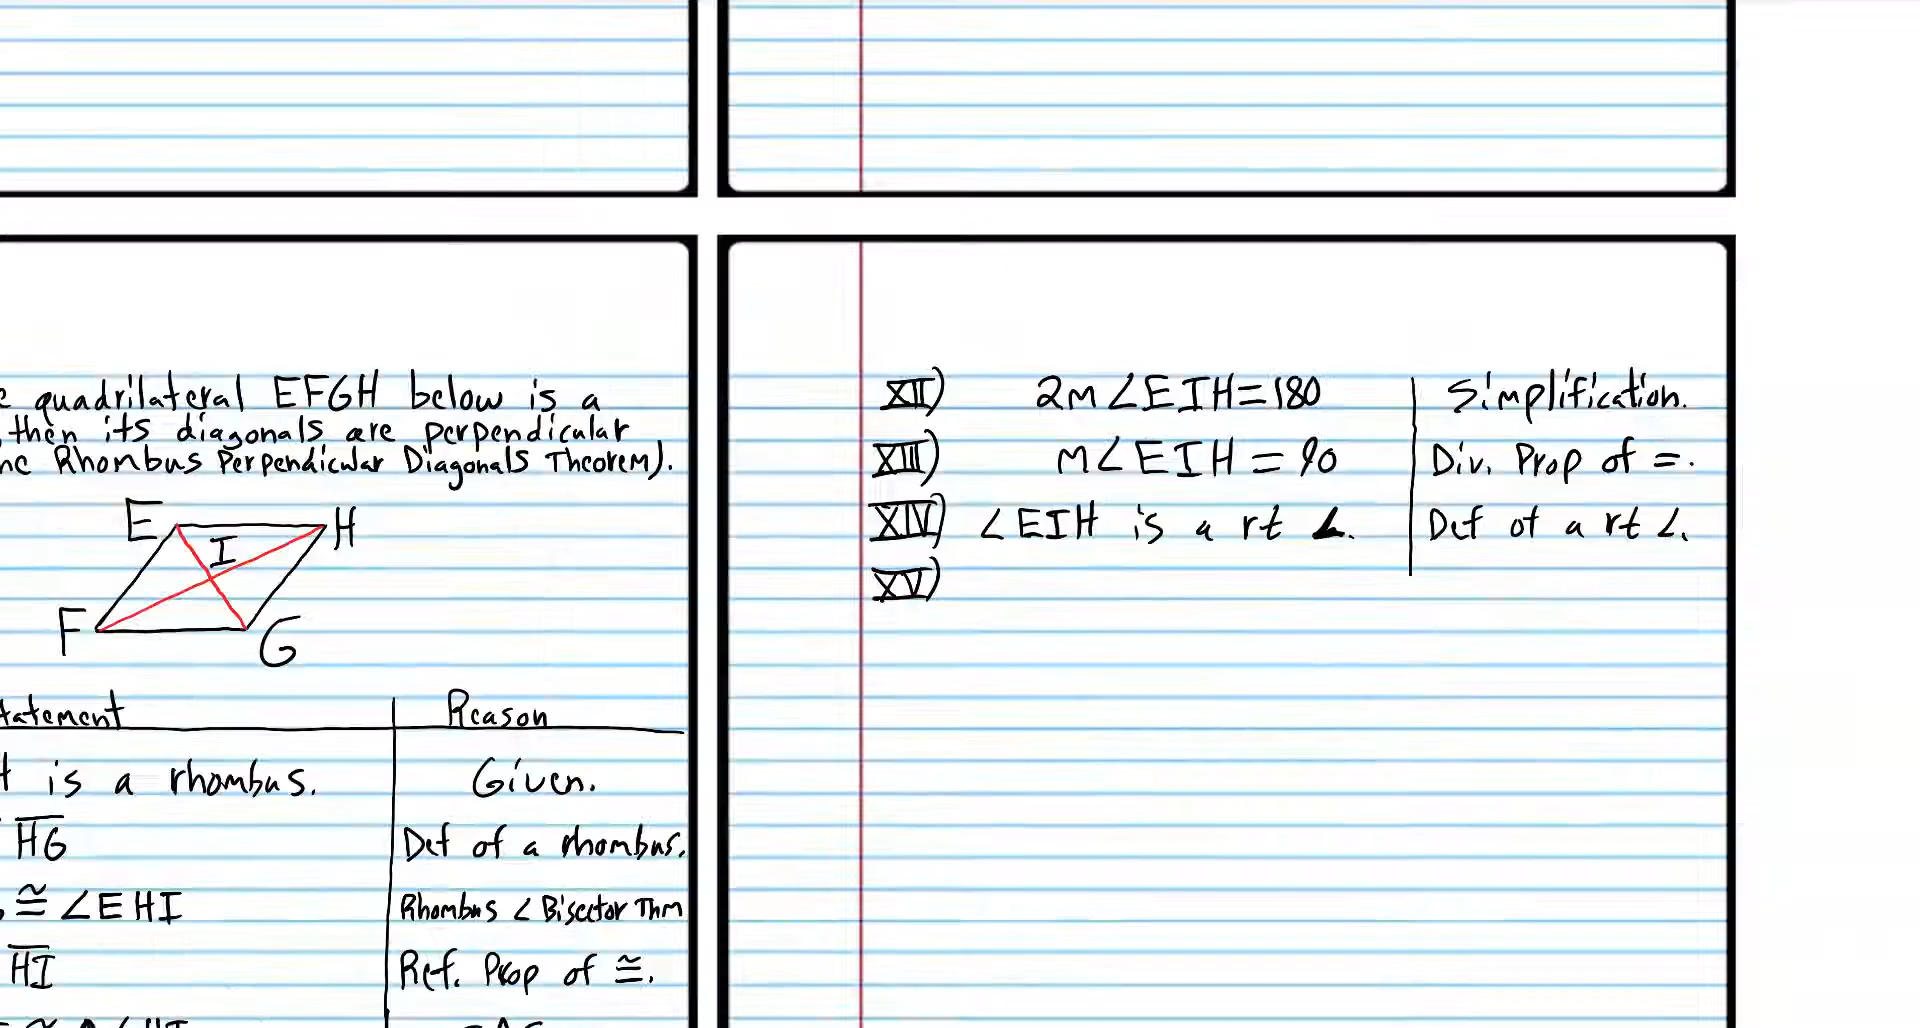 quadrilateral EFGH below is a
then its diagonals are perpendicular
Rhombus Perpendicular Diagonals Theorem).
E H
I
F G
tatement Reason
H is a rhombus. Given.
HG Def of a rhombus.
≅ ∠EHI Rhombus ∠ Bisector Thm
HI Ref. Prop of ≅.
XII) 2m∠EIH=180 Simplification.
XIII) m∠EIH = 90 Div. Prop of =.
XIV) ∠EIH is a rt ∠. Def of a rt ∠.
XV)